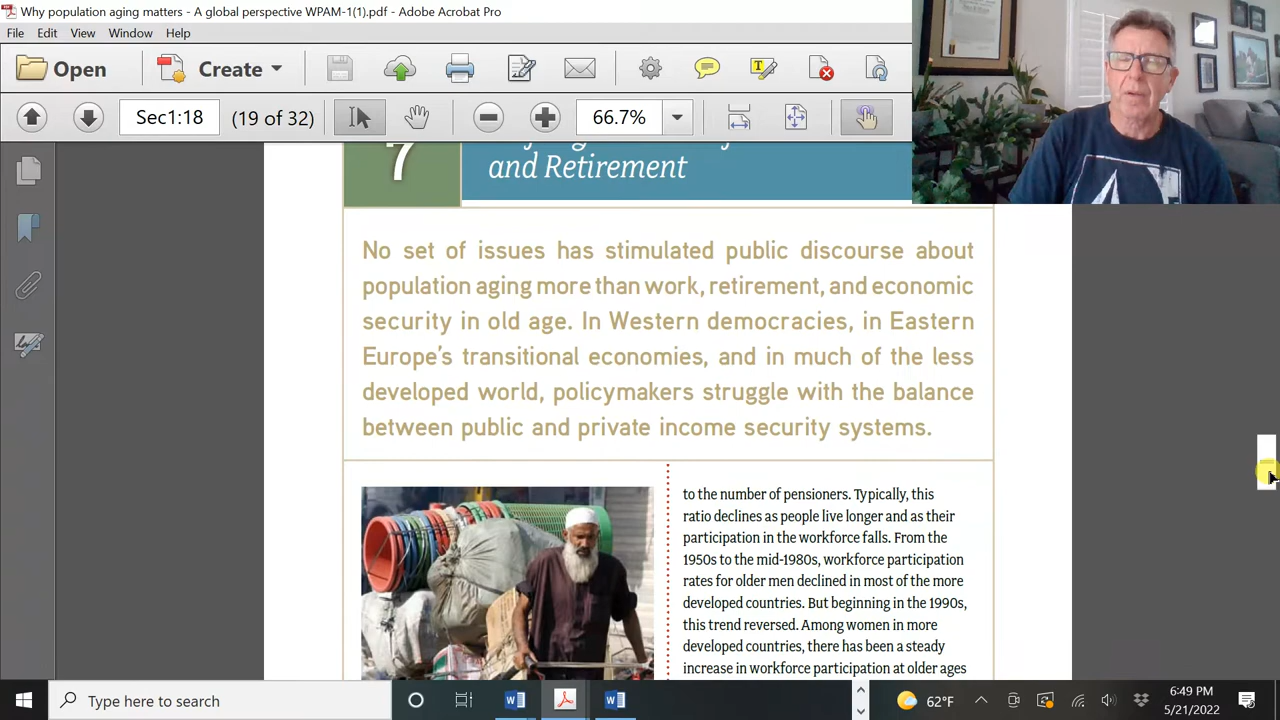 Why population aging matters - A global perspective WPAM-1(1).pdf - Adobe Acrobat Pro
File Edit View Window Help
Open Create
Sec1:18 (19 of 32) 66.7%
7
and Retirement
No set of issues has stimulated public discourse about
population aging more than work, retirement, and economic
security in old age. In Western democracies, in Eastern
Europe's transitional economies, and in much of the less
developed world, policymakers struggle with the balance
between public and private income security systems.
to the number of pensioners. Typically, this
ratio declines as people live longer and as their
participation in the workforce falls. From the
1950s to the mid-1980s, workforce participation
rates for older men declined in most of the more
developed countries. But beginning in the 1990s,
this trend reversed. Among women in more
developed countries, there has been a steady
increase in workforce participation at older ages
Type here to search
62°F
6:49 PM
5/21/2022